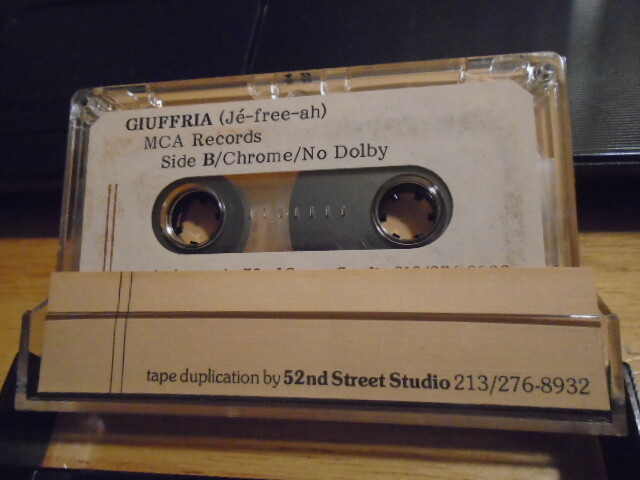 GIUFFRIA (Jé-free-ah)
MCA Records
Side B/Chrome/No Dolby
tape duplication by 52nd Street Studio 213/276-8932